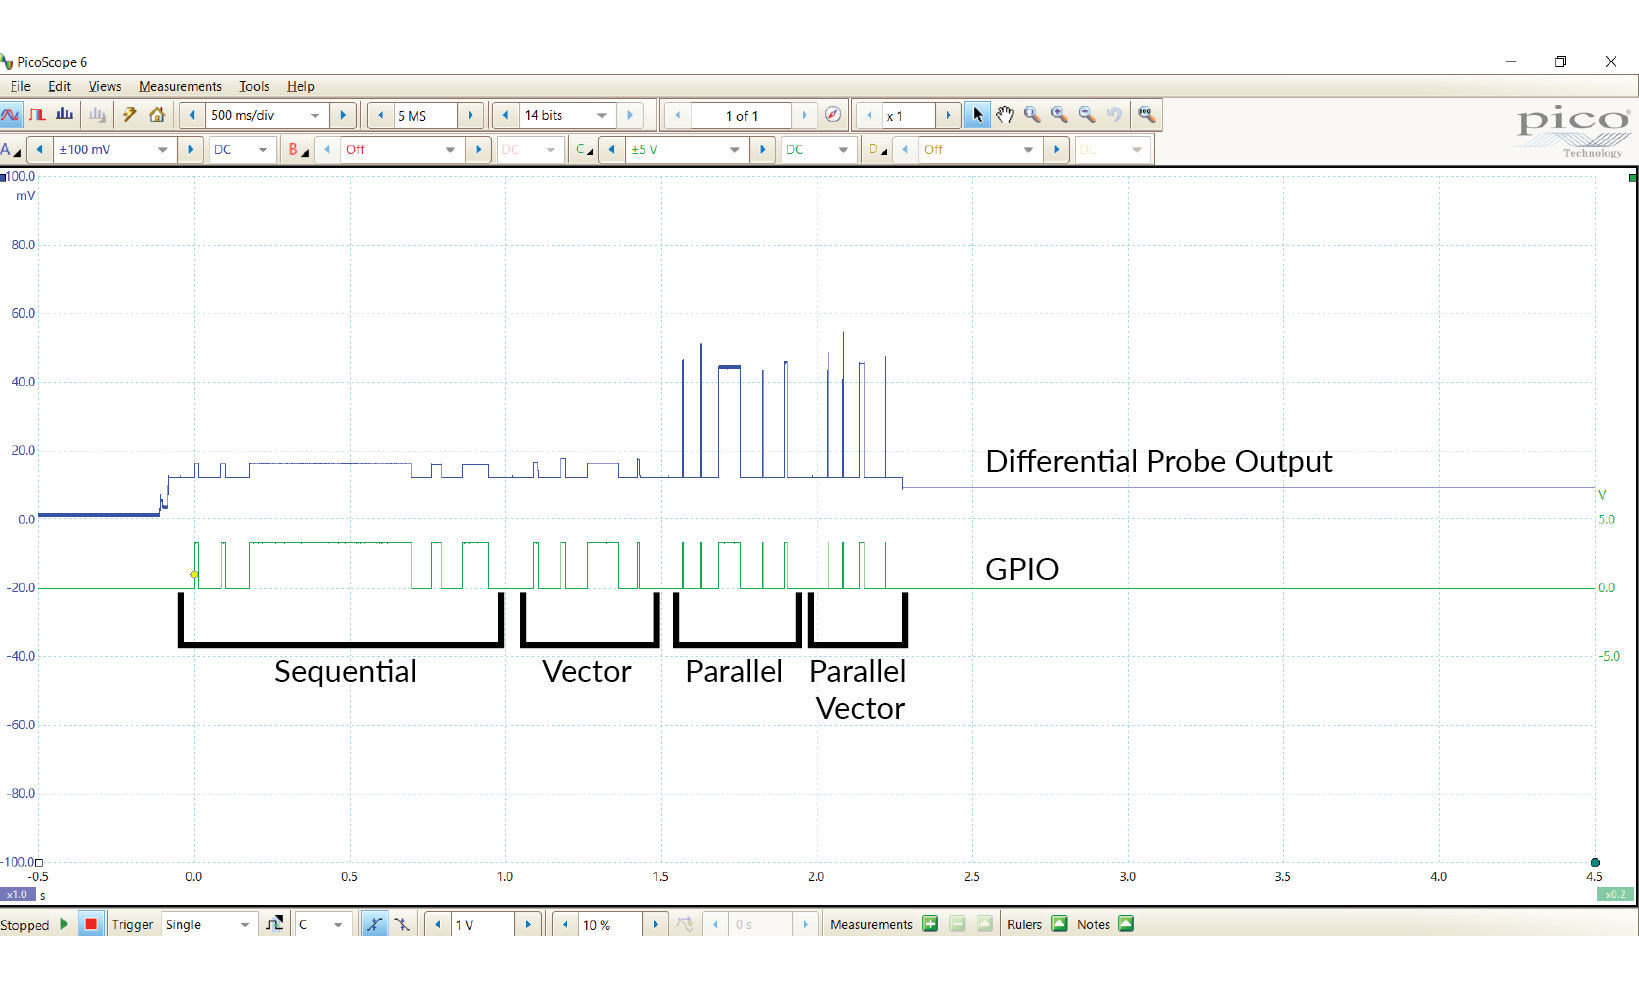 PicoScope 6
File Edit Views Measurements Tools Help
500 ms/div 5 MS 14 bits 1 of 1 x 1
pico
Technology
A ±100 mV DC B Off DC C ±5 V DC D Off DC
100.0
mV
80.0
60.0
40.0
20.0
Differential Probe Output
V
0.0 5.0
GPIO
-20.0 0.0
-40.0 -5.0
Sequential Vector Parallel Parallel
Vector
-60.0
-80.0
-100.0
-0.5 0.0 0.5 1.0 1.5 2.0 2.5 3.0 3.5 4.0 4.5
x1.0 s x0.2
Stopped Trigger Single C 1 V 10 % 0 s Measurements Rulers Notes